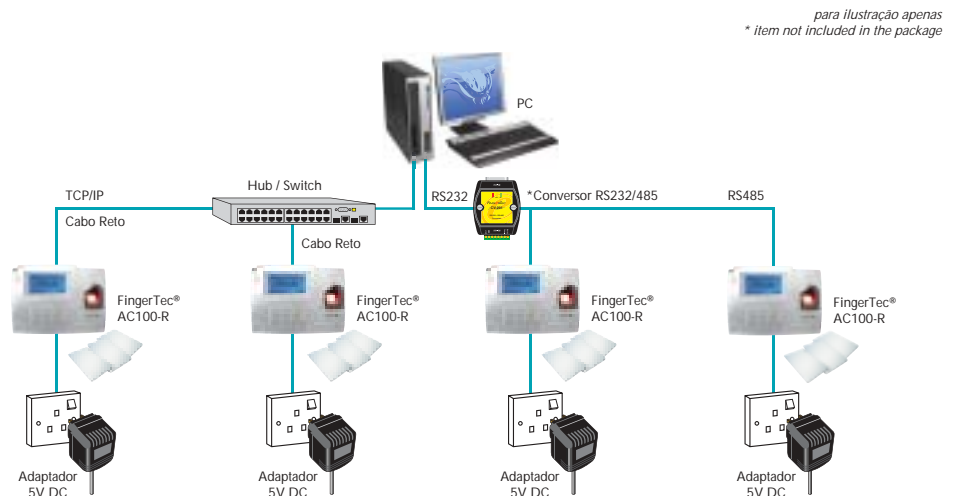 para ilustração apenas
* item not included in the package
PC
TCP/IP
Cabo Reto
Hub / Switch
Cabo Reto
RS232
*Conversor RS232/485
RS485
FingerTec®
AC100-R
FingerTec®
AC100-R
FingerTec®
AC100-R
FingerTec®
AC100-R
Adaptador
5V DC
Adaptador
5V DC
Adaptador
5V DC
Adaptador
5V DC